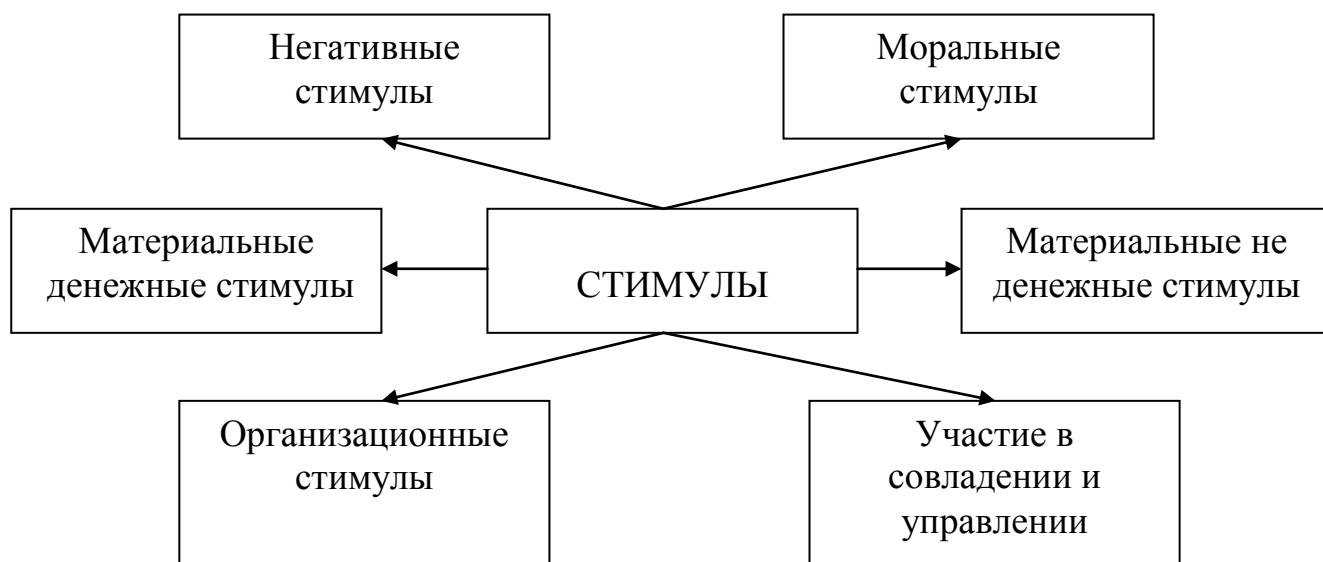 Негативные
стимулы
Моральные
стимулы
Материальные
денежные стимулы
СТИМУЛЫ
Материальные не
денежные стимулы
Организационные
стимулы
Участие в
совладении и
управлении